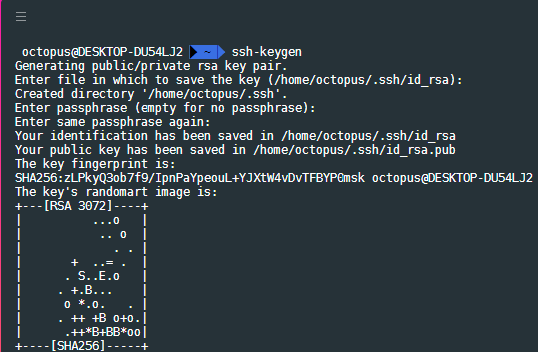 octopus@DESKTOP-DU54LJ2 ~ ssh-keygen
Generating public/private rsa key pair.
Enter file in which to save the key (/home/octopus/.ssh/id_rsa):
Created directory '/home/octopus/.ssh'.
Enter passphrase (empty for no passphrase):
Enter same passphrase again:
Your identification has been saved in /home/octopus/.ssh/id_rsa
Your public key has been saved in /home/octopus/.ssh/id_rsa.pub
The key fingerprint is:
SHA256:zLPkyQ3ob7f9/IpnPaYpeouL+YJXtW4vDvTFBYP0msk octopus@DESKTOP-DU54LJ2
The key's randomart image is:
+---[RSA 3072]----+
|          ...o   |
|           .. o  |
|             . . |
|       +  ..= .  |
|      . S..E.o   |
|     . +.B...    |
|      o *.o.   . |
|     . ++ +B o+o.|
|      .++*B+BB*oo|
+----[SHA256]-----+